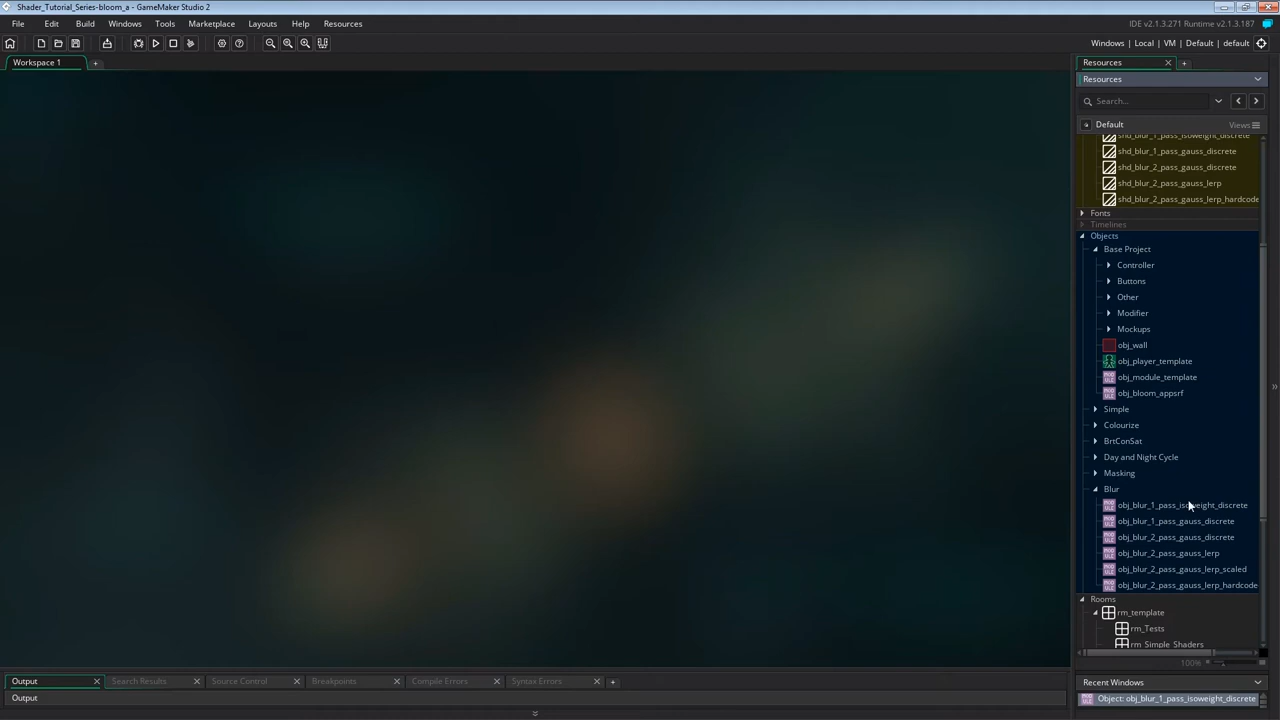 Shader_Tutorial_Series-bloom_a - GameMaker Studio 2
File Edit Build Windows Tools Marketplace Layouts Help Resources
IDE v2.1.3.271 Runtime v2.1.3.187
Windows | Local | VM | Default | default
Workspace 1
Resources
Resources
Search...
Default
Views
shd_blur_1_pass_isoweight_discrete
shd_blur_1_pass_gauss_discrete
shd_blur_2_pass_gauss_discrete
shd_blur_2_pass_gauss_lerp
shd_blur_2_pass_gauss_lerp_hardcode
Fonts
Timelines
Objects
Base Project
Controller
Buttons
Other
Modifier
Mockups
obj_wall
obj_player_template
obj_module_template
obj_bloom_appsrf
Simple
Colourize
BrtConSat
Day and Night Cycle
Masking
Blur
obj_blur_1_pass_isoweight_discrete
obj_blur_1_pass_gauss_discrete
obj_blur_2_pass_gauss_discrete
obj_blur_2_pass_gauss_lerp
obj_blur_2_pass_gauss_lerp_scaled
obj_blur_2_pass_gauss_lerp_hardcode
Rooms
rm_template
rm_Tests
rm_Simple_Shaders
100%
Output Search Results Source Control Breakpoints Compile Errors Syntax Errors
Output
Recent Windows
Object: obj_blur_1_pass_isoweight_discrete